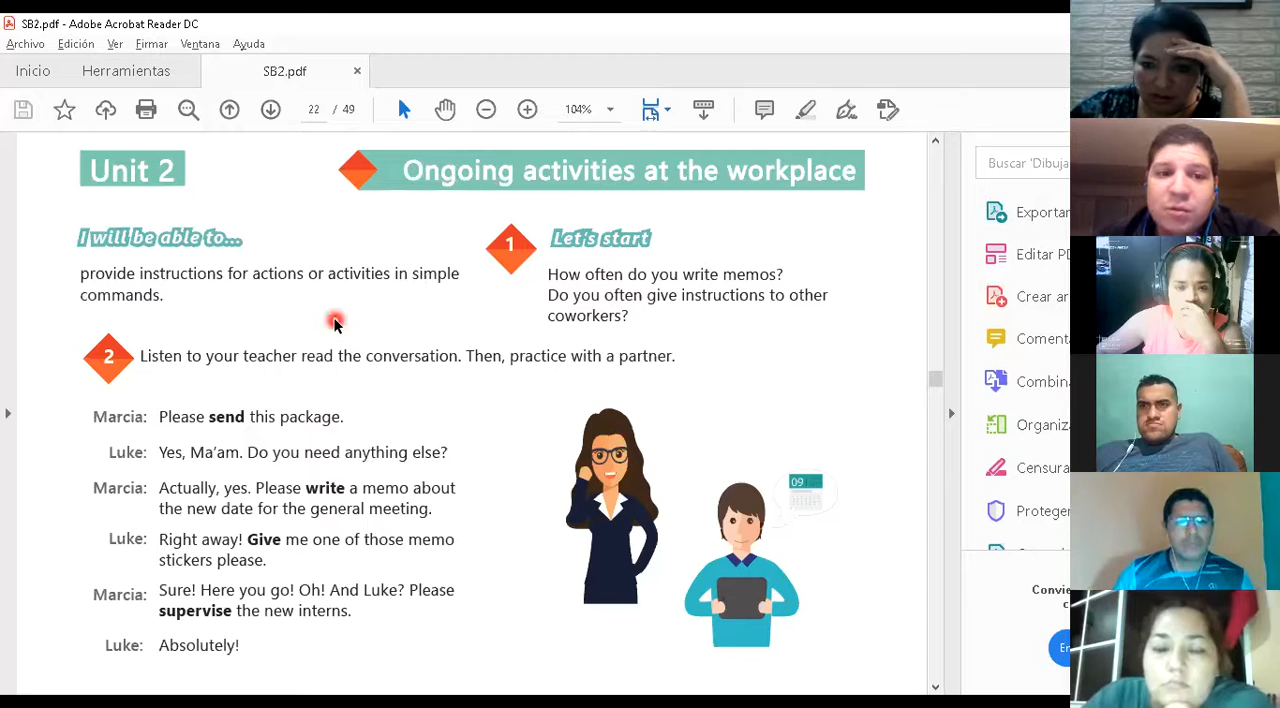 SB2.pdf - Adobe Acrobat Reader DC
Archivo Edición Ver Firmar Ventana Ayuda
Inicio Herramientas SB2.pdf ×
22 / 49 104%
Unit 2 Ongoing activities at the workplace
I will be able to...
provide instructions for actions or activities in simple
commands.
1 Let's start
How often do you write memos?
Do you often give instructions to other
coworkers?
2 Listen to your teacher read the conversation. Then, practice with a partner.
Marcia: Please send this package.
Luke: Yes, Ma'am. Do you need anything else?
Marcia: Actually, yes. Please write a memo about
the new date for the general meeting.
Luke: Right away! Give me one of those memo
stickers please.
Marcia: Sure! Here you go! Oh! And Luke? Please
supervise the new interns.
Luke: Absolutely!
09
Buscar 'Dibuja
Exportar
Editar PD
Crear ar
Coment
Combin
Organiz
Censura
Proteger
Convie
c